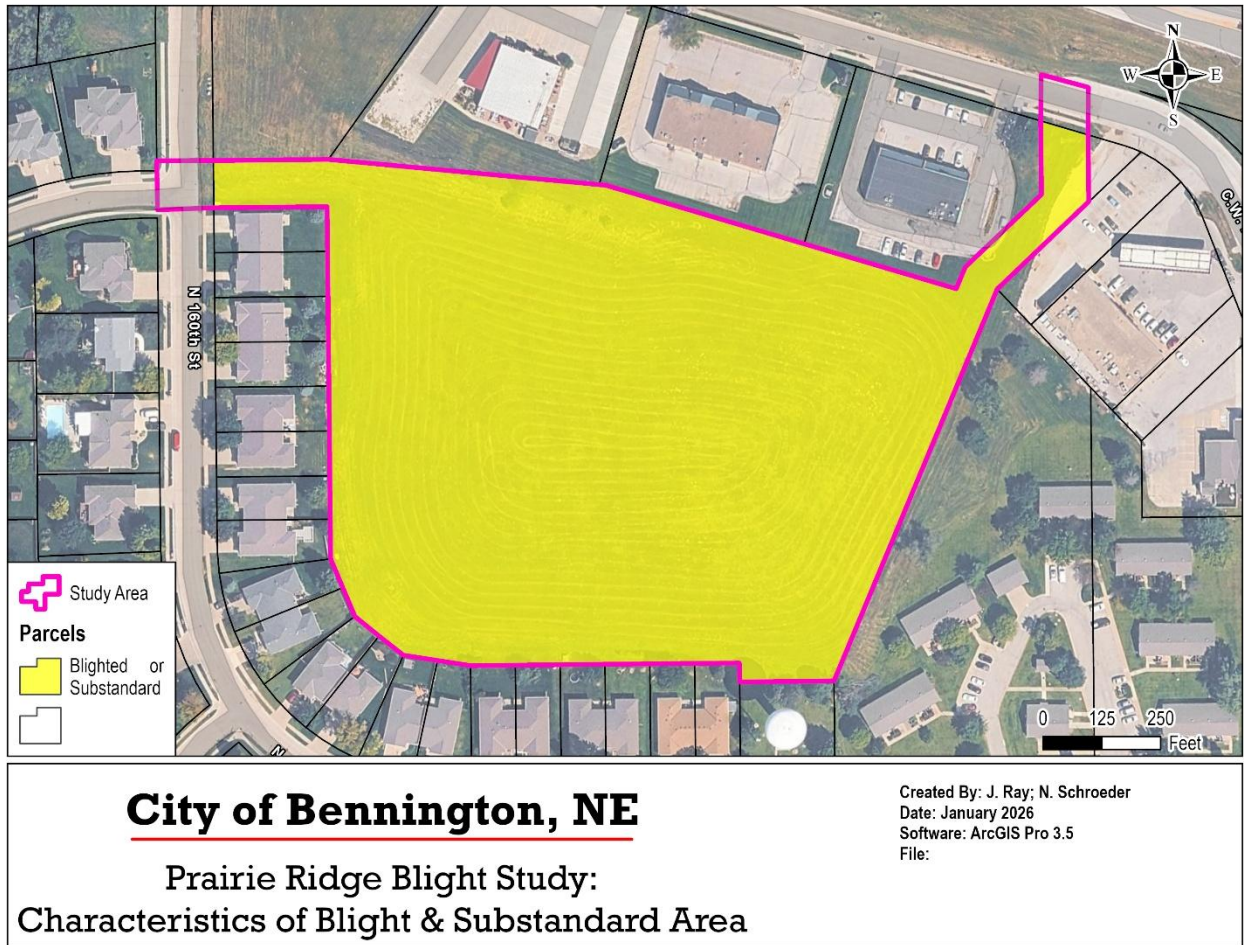 N
W E
S
C.W.
N 160th St
N
Study Area
Parcels
Blighted or
Substandard
0 125 250
Feet
City of Bennington, NE
Prairie Ridge Blight Study:
Characteristics of Blight & Substandard Area
Created By: J. Ray; N. Schroeder
Date: January 2026
Software: ArcGIS Pro 3.5
File: